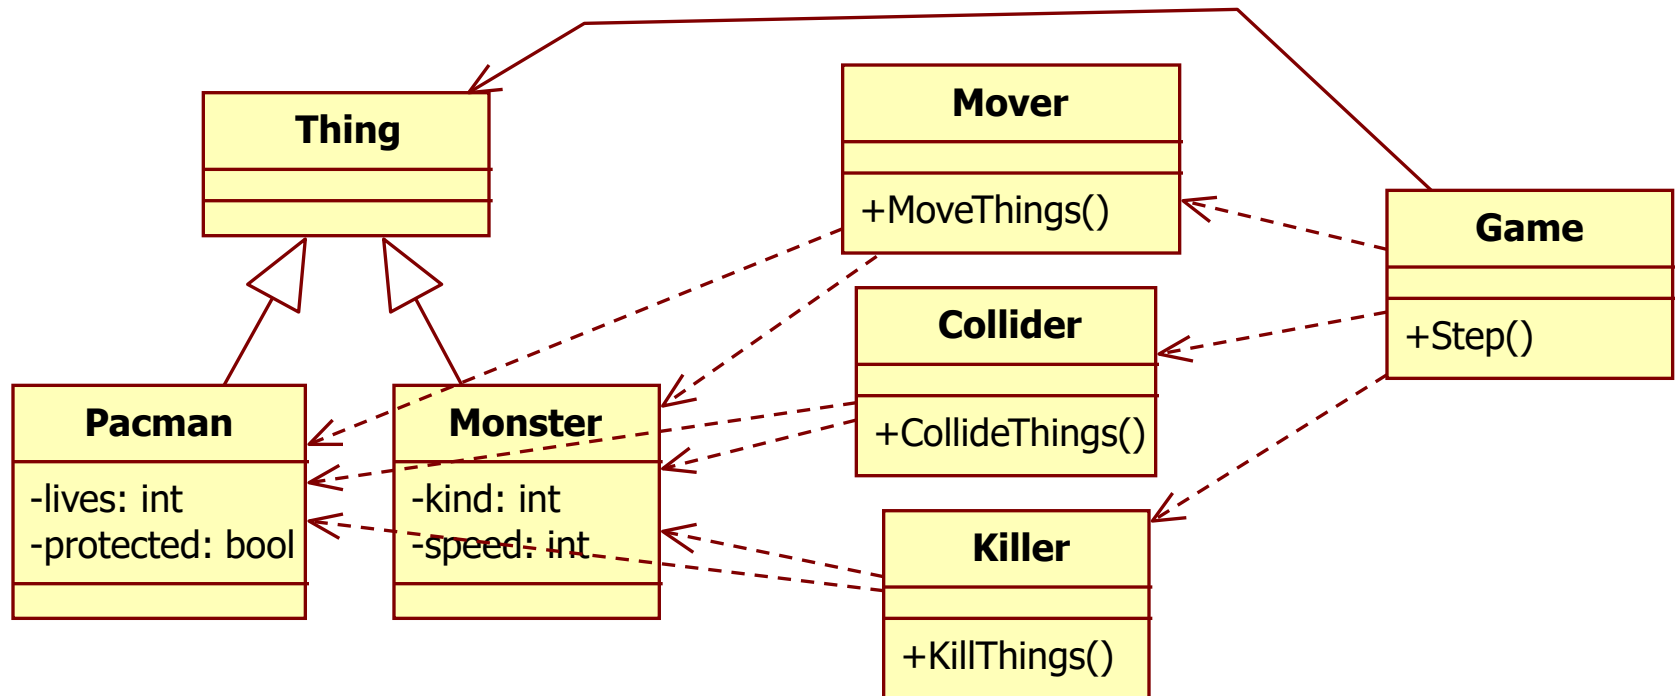 Thing
Pacman
-lives: int
-protected: bool
Monster
-kind: int
-speed: int
Mover
+MoveThings()
Collider
+CollideThings()
Killer
+KillThings()
Game
+Step()